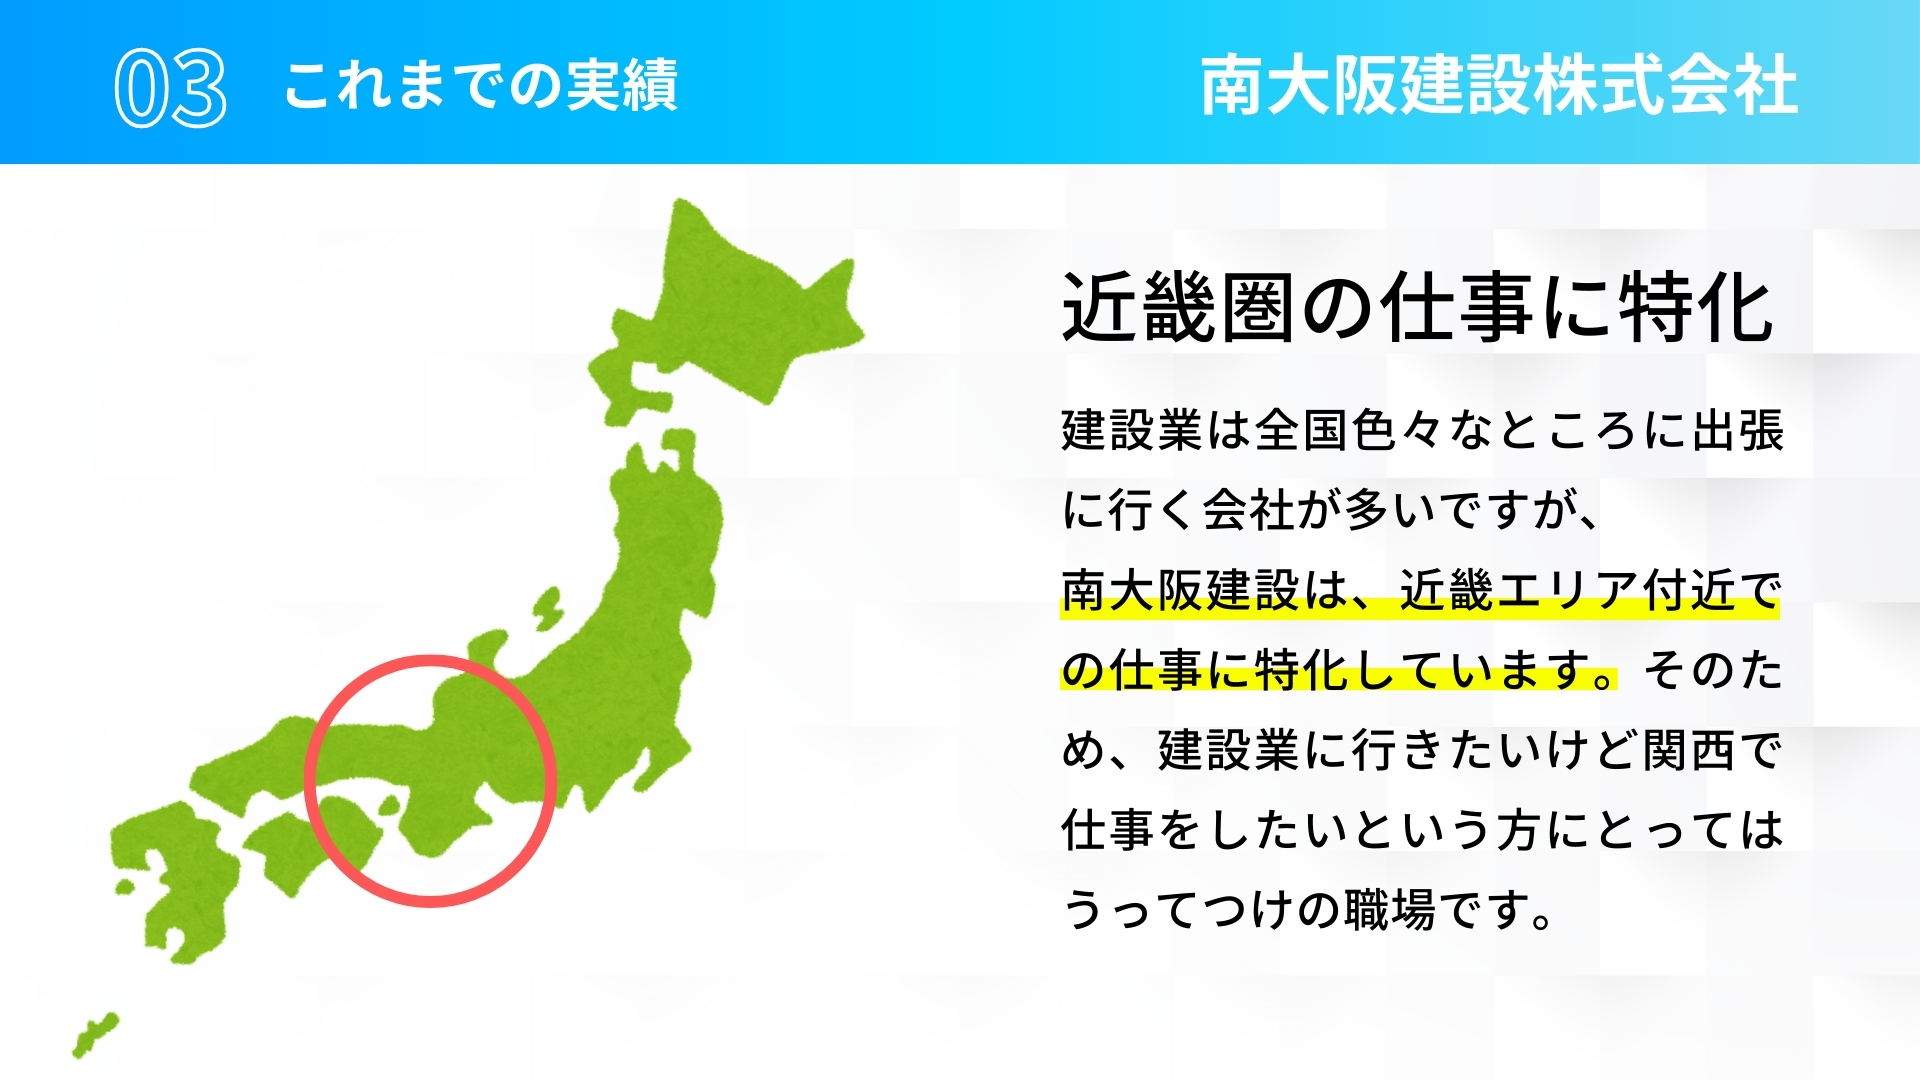 03 これまでの実績
南大阪建設株式会社
近畿圏の仕事に特化
建設業は全国色々なところに出張
に行く会社が多いですが、
南大阪建設は、近畿エリア付近で
の仕事に特化しています。そのた
め、建設業に行きたいけど関西で
仕事をしたいという方にとっては
うってつけの職場です。